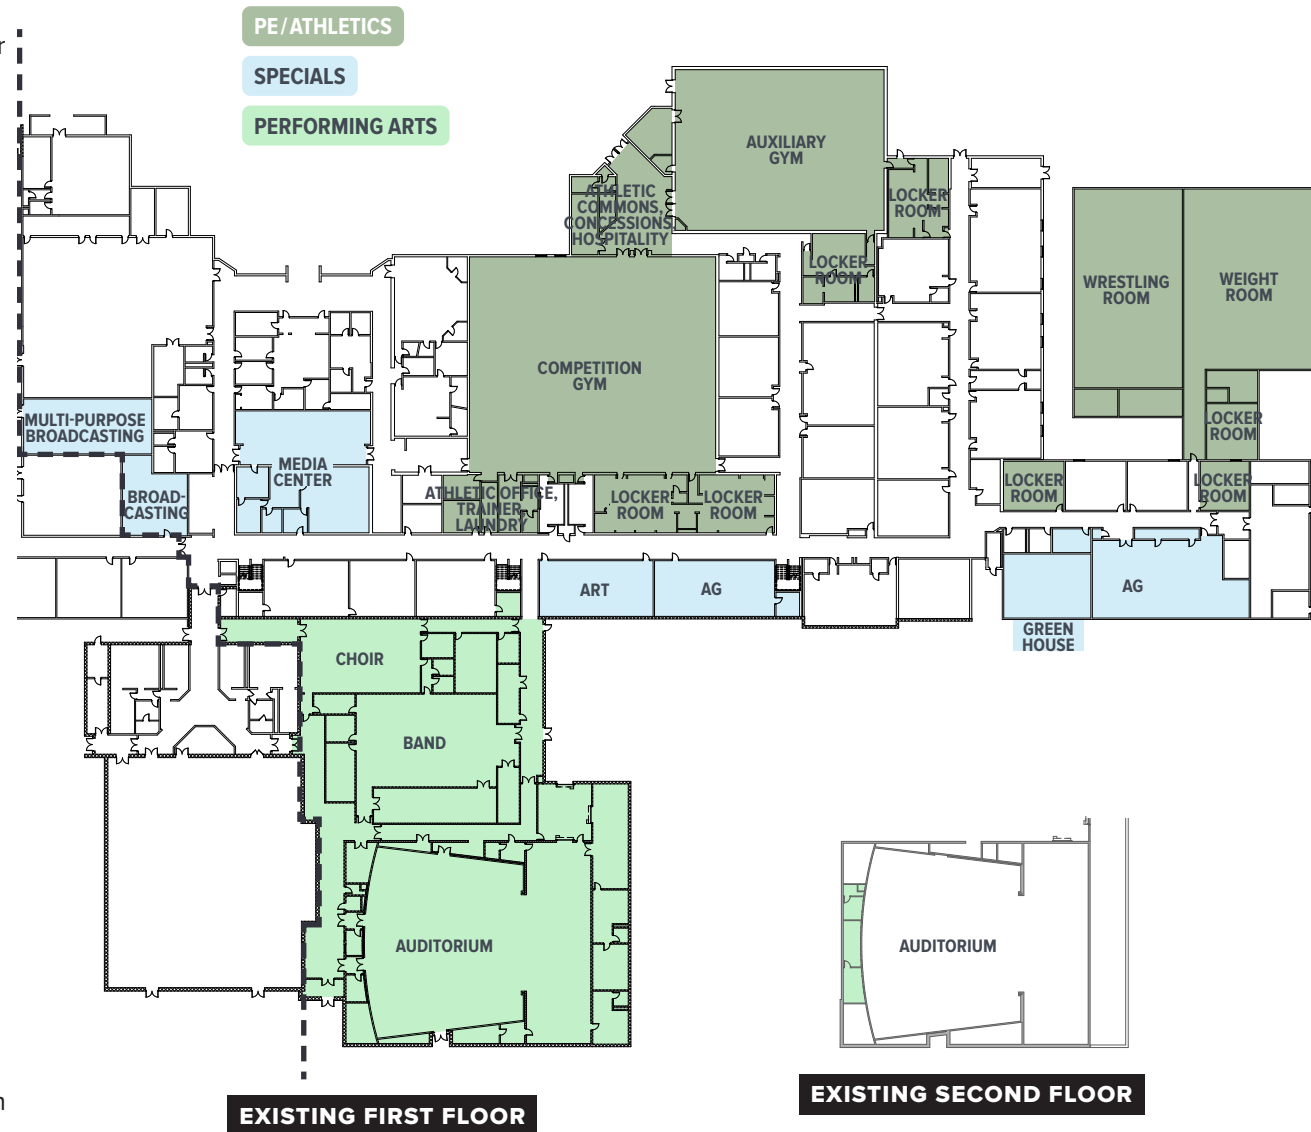 r
PE/ATHLETICS
SPECIALS
PERFORMING ARTS
AUXILIARY
GYM
ATHLETIC
COMMONS,
CONCESSIONS,
HOSPITALITY
LOCKER
ROOM
LOCKER
ROOM
WRESTLING
ROOM
WEIGHT
ROOM
COMPETITION
GYM
MULTI-PURPOSE
BROADCASTING
MEDIA
CENTER
BROAD-
CASTING
ATHLETIC OFFICE,
TRAINER
LAUNDRY
LOCKER
ROOM
LOCKER
ROOM
LOCKER
ROOM
LOCKER
ROOM
LOCKER
ROOM
ART
AG
AG
GREEN
HOUSE
CHOIR
BAND
AUDITORIUM
AUDITORIUM
EXISTING FIRST FLOOR
EXISTING SECOND FLOOR